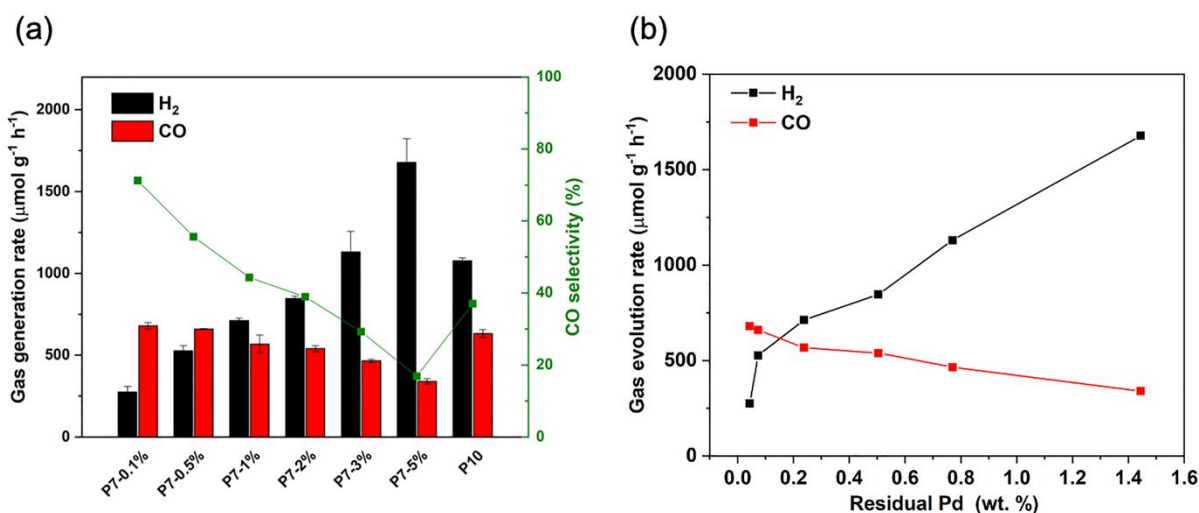 (a)
H2
CO
Gas generation rate (μmol g-1 h-1)
2000
1500
1000
500
0
100
80
60
40
20
0
CO selectivity (%)
P7-0.1%
P7-0.5%
P7-1%
P7-2%
P7-3%
P7-5%
P10
(b)
H2
CO
Gas evolution rate (μmol g-1 h-1)
2000
1500
1000
500
0
0.0 0.2 0.4 0.6 0.8 1.0 1.2 1.4 1.6
Residual Pd (wt. %)